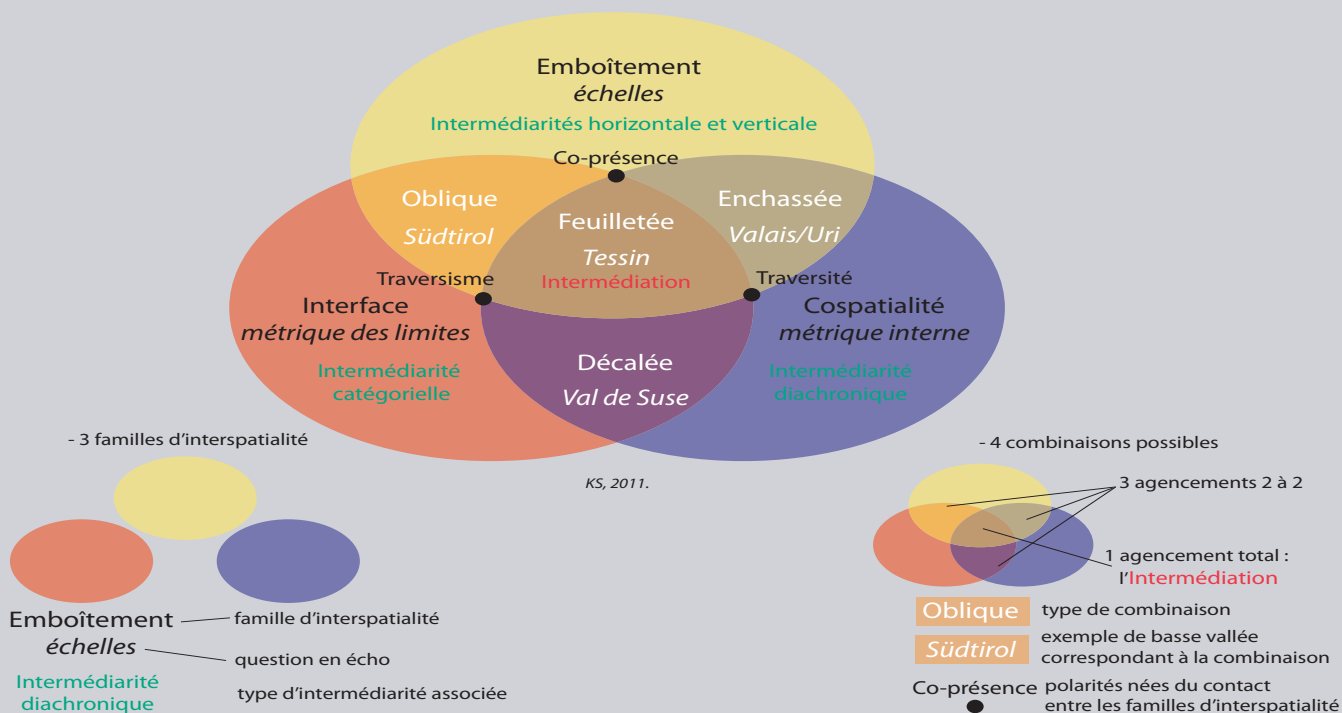 Emboîtement
échelles
Intermédiarités horizontale et verticale
Co-présence
Oblique
Südtirol
Feuilletée
Tessin
Intermédiation
Enchassée
Valais/Uri
Traversisme
Traversité
Interface
métrique des limites
Intermédiarité
catégorielle
Décalée
Val de Suse
Cospatialité
métrique interne
Intermédiarité
diachronique
KS, 2011.
- 3 familles d’interspatialité
Emboîtement
échelles
Intermédiarité
diachronique
famille d’interspatialité
question en écho
type d’intermédiarité associée
- 4 combinaisons possibles
3 agencements 2 à 2
1 agencement total :
l’Intermédiation
Oblique
type de combinaison
Südtirol
exemple de basse vallée
correspondant à la combinaison
Co-présence
polarités nées du contact
entre les familles d’interspatialité